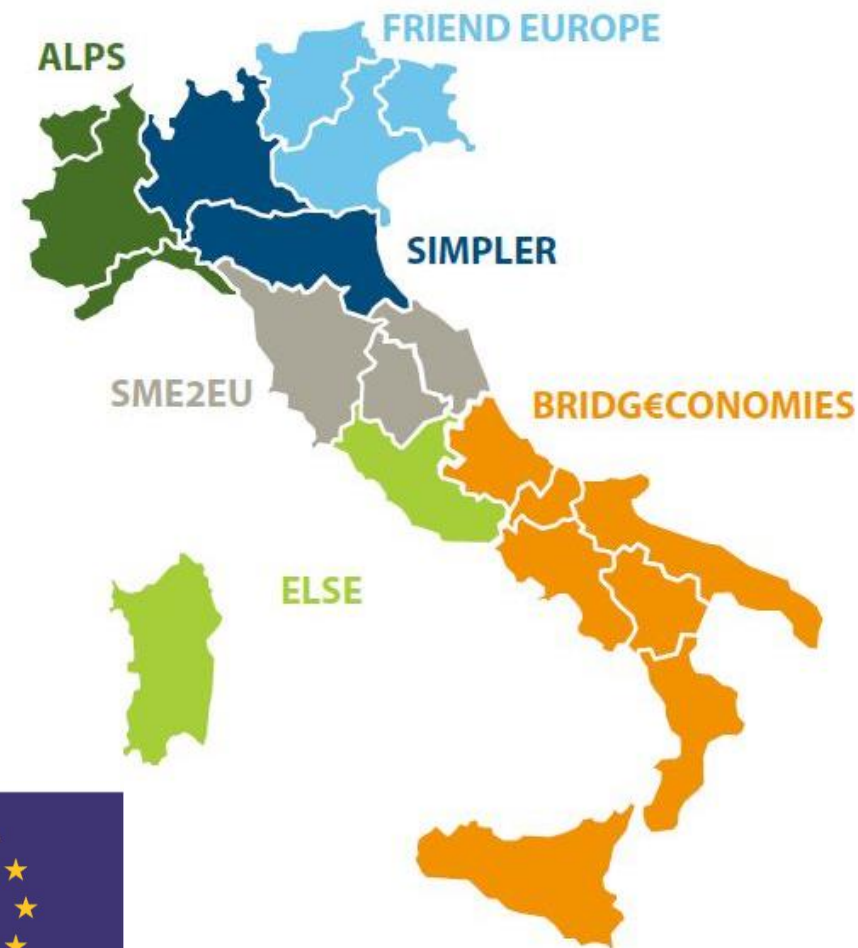 FRIEND EUROPE
ALPS
SIMPLER
SME2EU
BRIDG€CONOMIES
ELSE